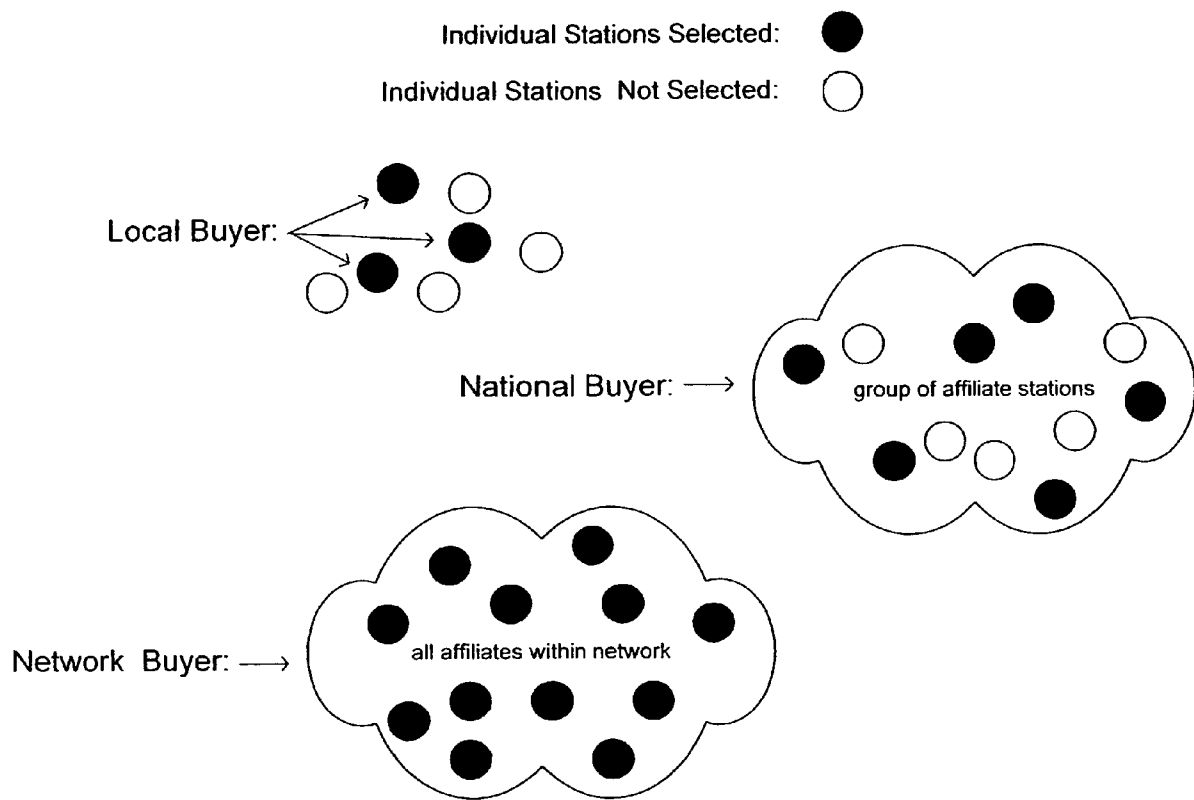 Individual Stations Selected:
Individual Stations Not Selected:
Local Buyer:
National Buyer:
group of affiliate stations
Network Buyer:
all affiliates within network